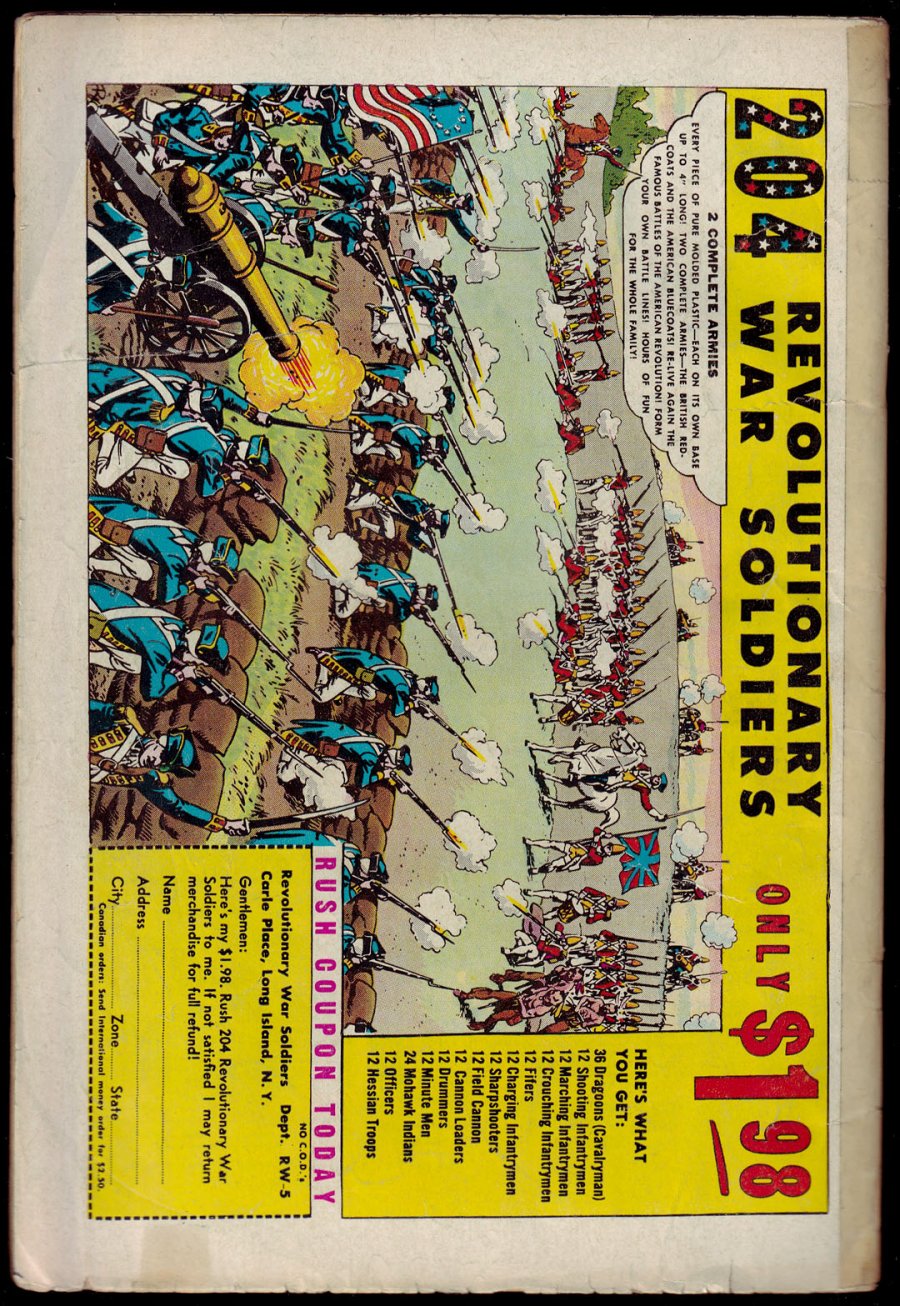 204 REVOLUTIONARY
WAR SOLDIERS
ONLY $1.98
2 COMPLETE ARMIES
EVERY PIECE OF PURE MOLDED PLASTIC—EACH ON ITS OWN BASE
UP TO 4" LONG! TWO COMPLETE ARMIES—THE BRITISH RED-
COATS AND THE AMERICAN BLUECOATS! RE-LIVE AGAIN THE
FAMOUS BATTLES OF THE AMERICAN REVOLUTION! FORM
YOUR OWN BATTLE LINES! HOURS OF FUN
FOR THE WHOLE FAMILY!
HERE'S WHAT
YOU GET:
36 Dragoons (Cavalryman)
12 Shooting Infantrymen
12 Marching Infantrymen
12 Crouching Infantrymen
12 Fifers
12 Charging Infantrymen
12 Sharpshooters
12 Field Cannon
12 Cannon Loaders
12 Drummers
12 Minute Men
24 Mohawk Indians
12 Officers
12 Hessian Troops
RUSH COUPON TODAY
NO C.O.D.'s
Revolutionary War Soldiers Dept. RW-5
Carle Place, Long Island, N. Y.
Gentlemen:
Here's my $1.98. Rush 204 Revolutionary War
Soldiers to me. If not satisfied I may return
merchandise for full refund!
Name
Address
City Zone State
Canadian orders: Send International money order for $2.50.